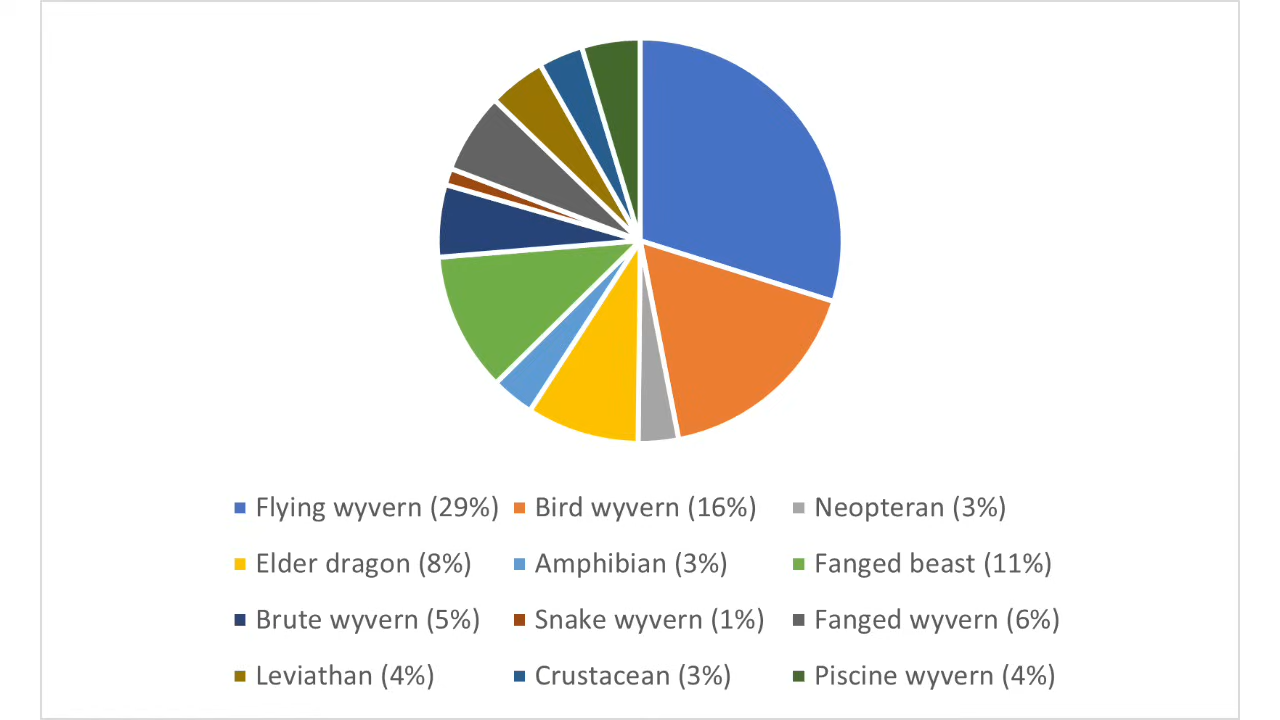 Flying wyvern (29%) Bird wyvern (16%) Neopteran (3%)
Elder dragon (8%) Amphibian (3%) Fanged beast (11%)
Brute wyvern (5%) Snake wyvern (1%) Fanged wyvern (6%)
Leviathan (4%) Crustacean (3%) Piscine wyvern (4%)